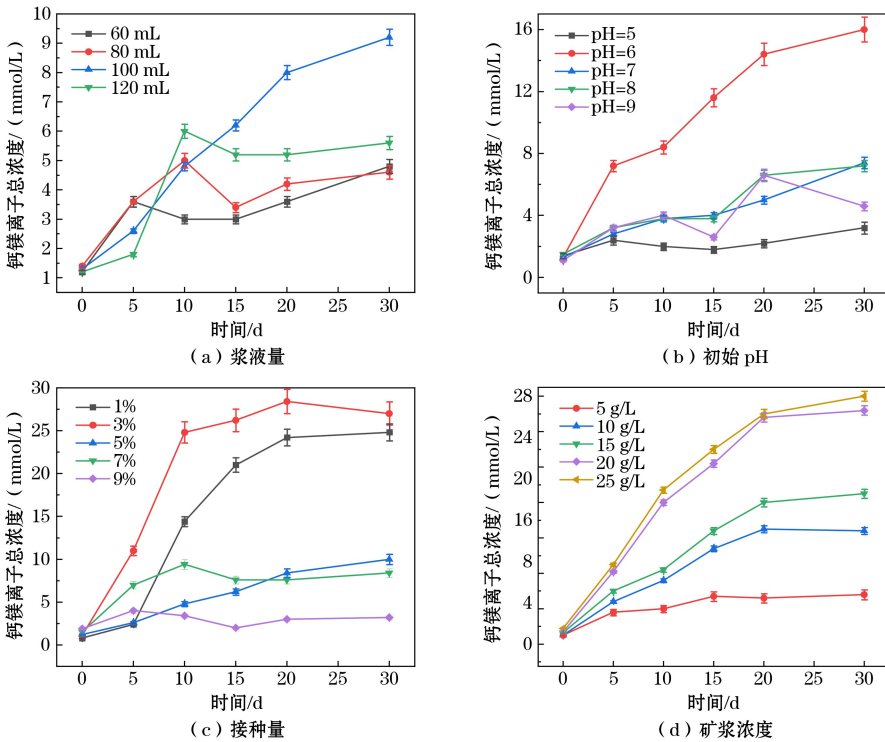 钙镁离子总浓度/（mmol/L）
10
9
8
7
6
5
4
3
2
1
60 mL
80 mL
100 mL
120 mL
0 5 10 15 20 25 30
时间/d
（a）浆液量
钙镁离子总浓度/（mmol/L）
16
12
8
4
0
pH=5
pH=6
pH=7
pH=8
pH=9
0 5 10 15 20 25 30
时间/d
（b）初始 pH
钙镁离子总浓度/（mmol/L）
30
25
20
15
10
5
0
1%
3%
5%
7%
9%
0 5 10 15 20 25 30
时间/d
（c）接种量
钙镁离子总浓度/（mmol/L）
28
24
20
16
8
4
0
5 g/L
10 g/L
15 g/L
20 g/L
25 g/L
0 5 10 15 20 25 30
时间/d
（d）矿浆浓度